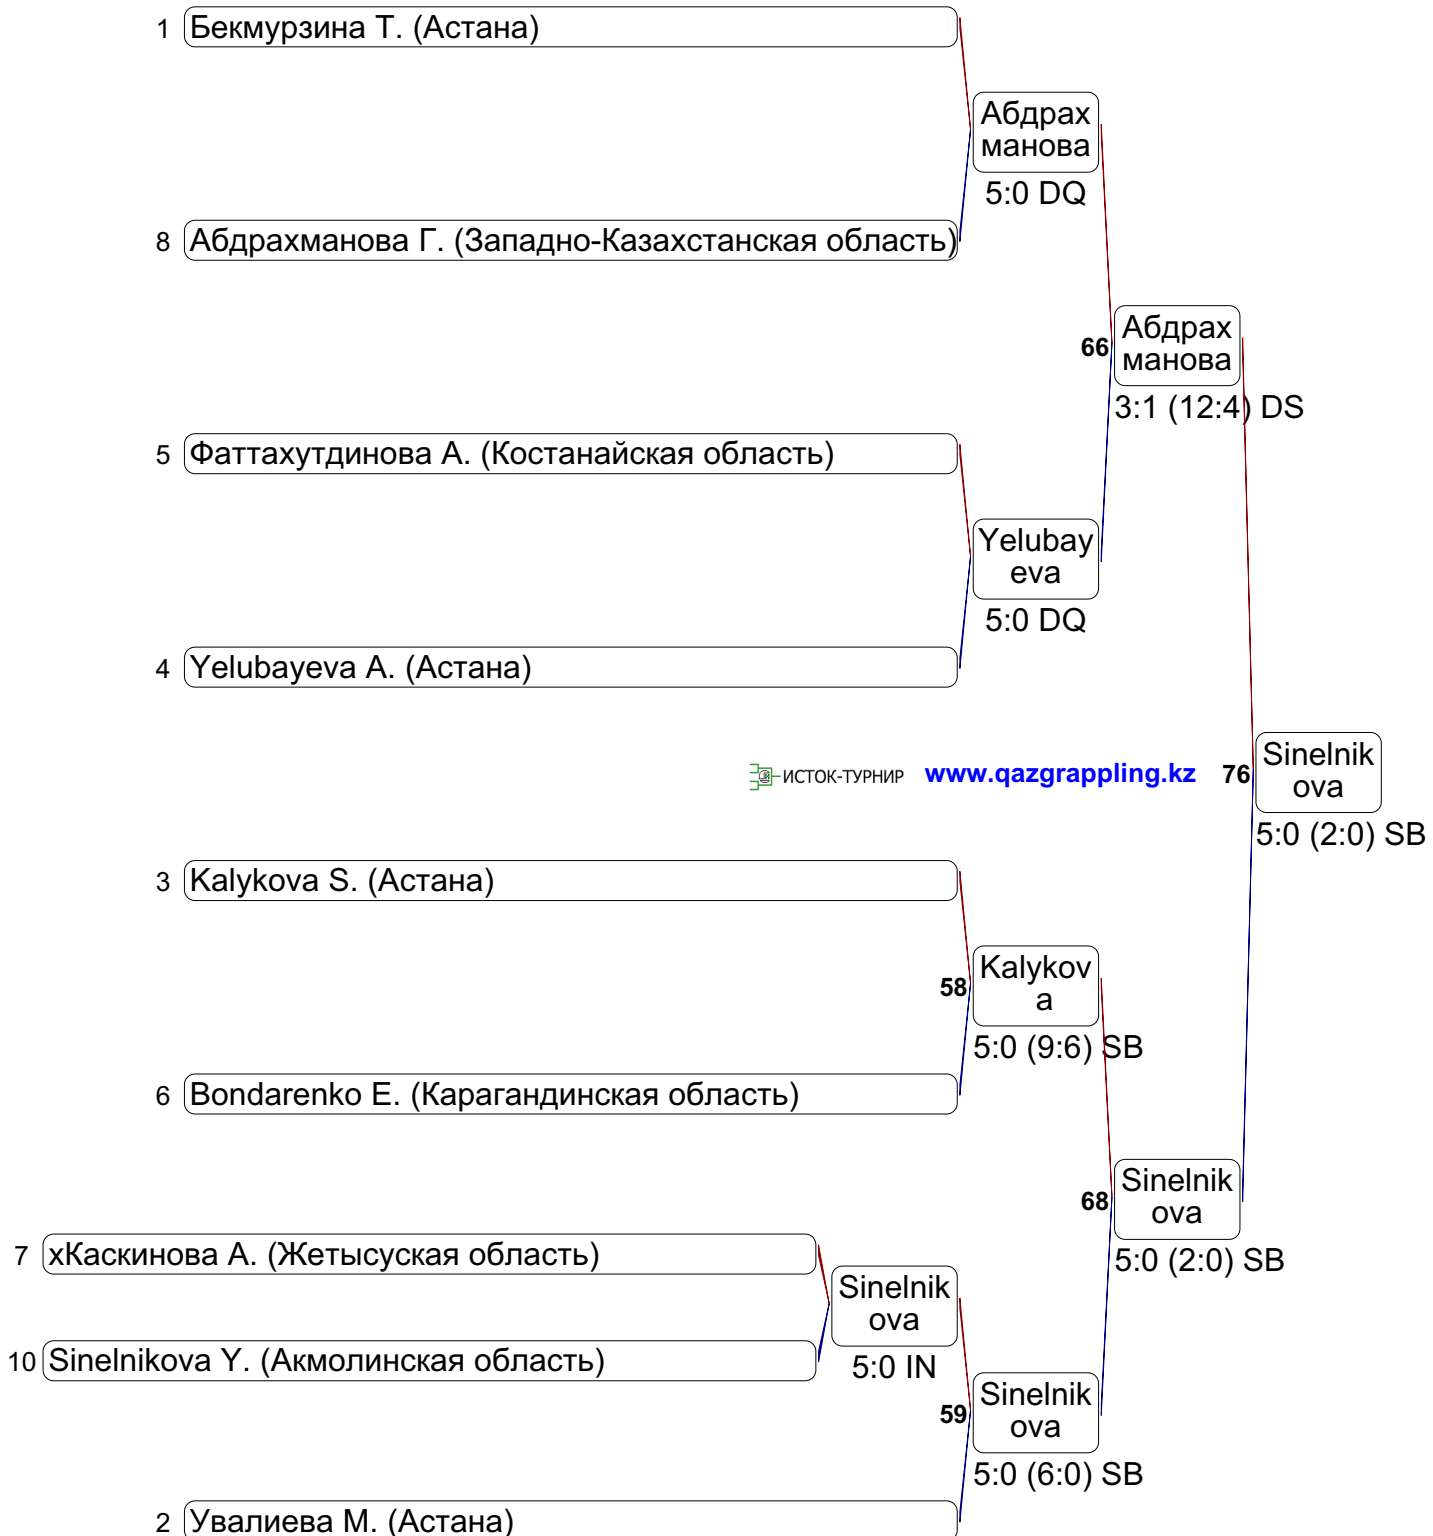 1 Бекмурзина Т. (Астана)
Абдрах
манова
5:0 DQ
8 Абдрахманова Г. (Западно-Казахстанская область)
66
Абдрах
манова
3:1 (12:4) DS
5 Фаттахутдинова А. (Костанайская область)
Yelubay
eva
5:0 DQ
4 Yelubayeva A. (Астана)
ИСТОК-ТУРНИР www.qazgrappling.kz 76
Sinelnik
ova
5:0 (2:0) SB
3 Kalykova S. (Астана)
58
Kalykov
a
5:0 (9:6) SB
6 Bondarenko E. (Карагандинская область)
68
Sinelnik
ova
5:0 (2:0) SB
7 хКаскинова А. (Жетысуская область)
Sinelnik
ova
5:0 IN
10 Sinelnikova Y. (Акмолинская область)
59
Sinelnik
ova
5:0 (6:0) SB
2 Увалиева М. (Астана)